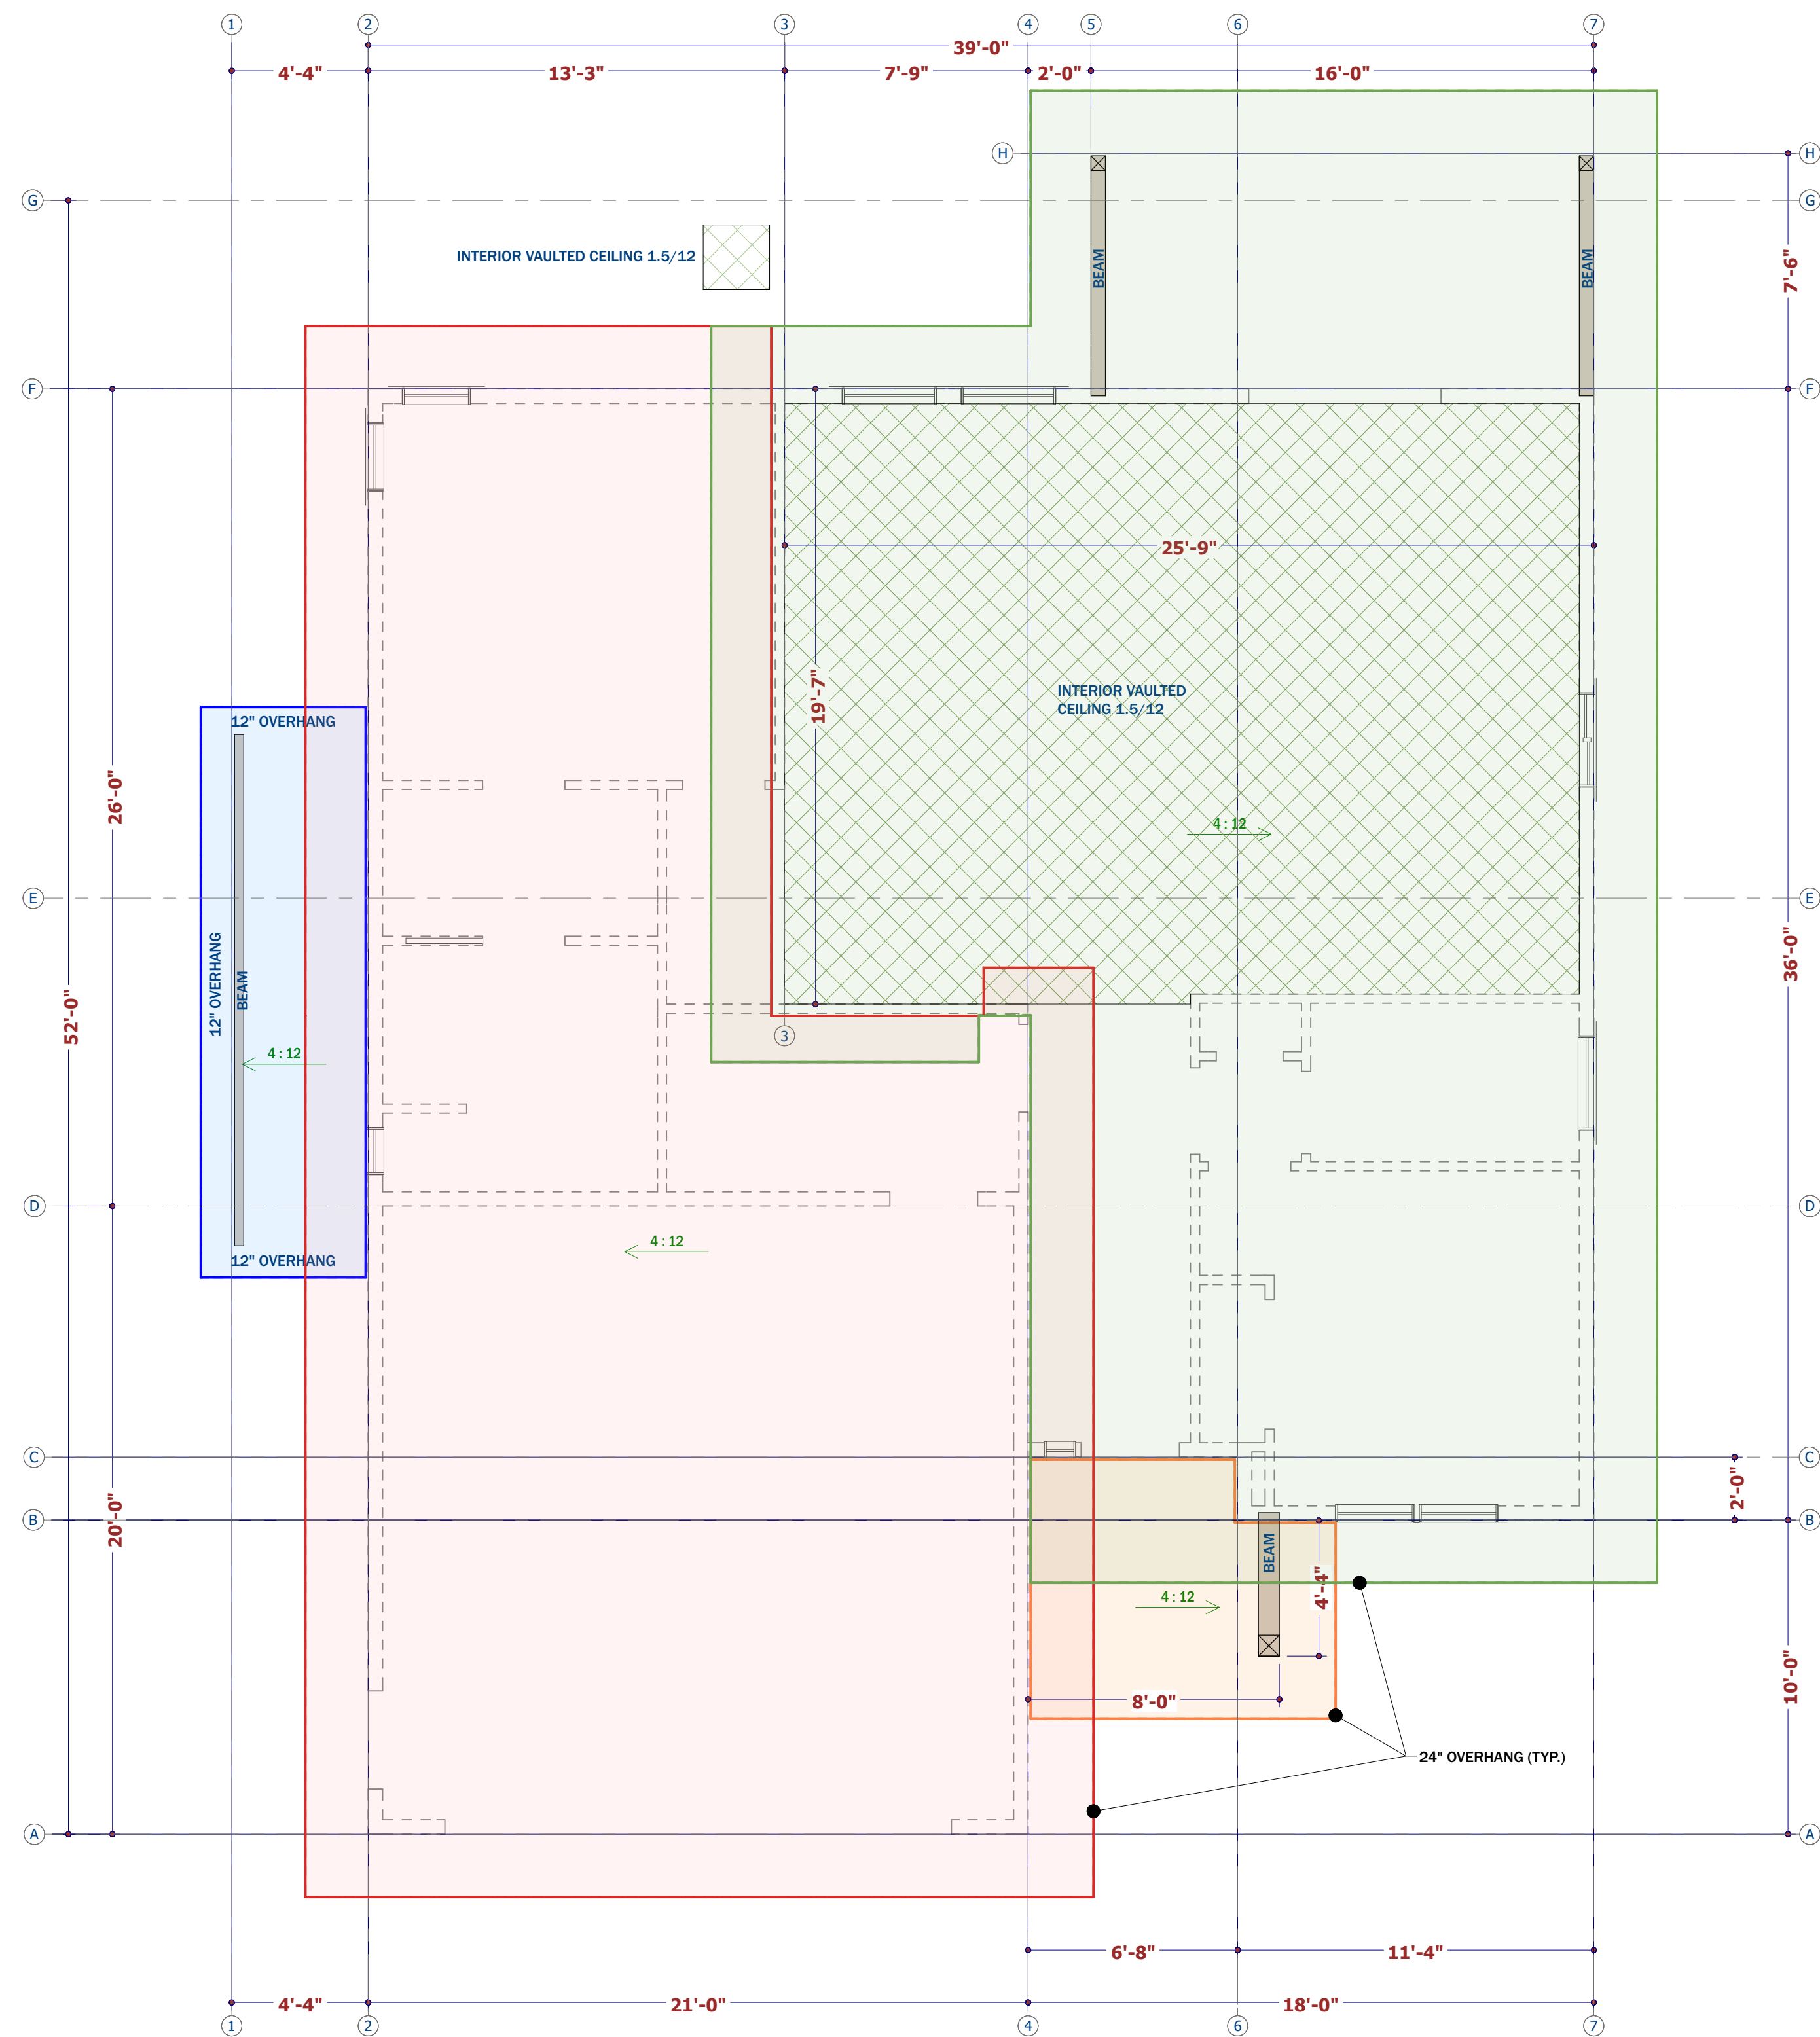 1 2 3 4 5 6 7
39'-0"
4'-4" 13'-3" 7'-9" 2'-0" 16'-0"
H H
G G
INTERIOR VAULTED CEILING 1.5/12
BEAM BEAM
7'-6"
F F
25'-9"
19'-7"
INTERIOR VAULTED
CEILING 1.5/12
12" OVERHANG
26'-0"
4 : 12
E E
12" OVERHANG
BEAM
36'-0"
52'-0"
3
4 : 12
D D
4 : 12
12" OVERHANG
C C
2'-0"
B B
20'-0"
BEAM
4'-4"
4 : 12
10'-0"
8'-0"
24" OVERHANG (TYP.)
A A
6'-8" 11'-4"
4'-4" 21'-0" 18'-0"
1 2 4 6 7